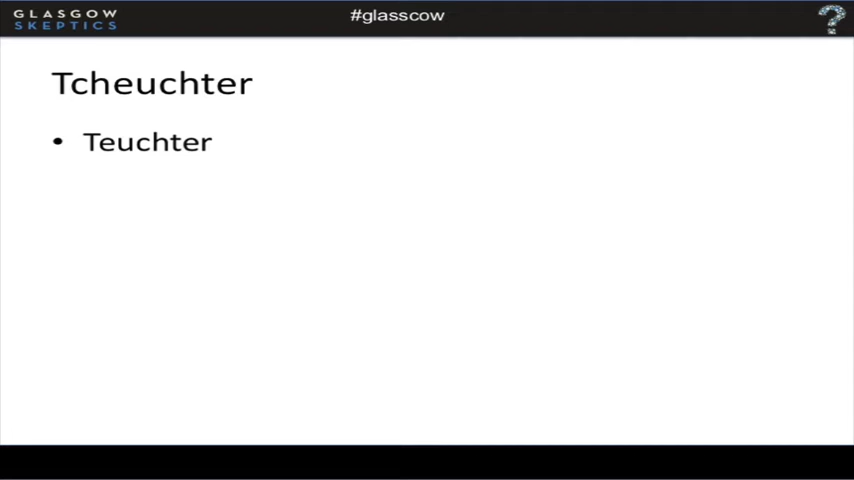 GLASGOW
SKEPTICS
#glasscow
Tcheuchter
• Teuchter